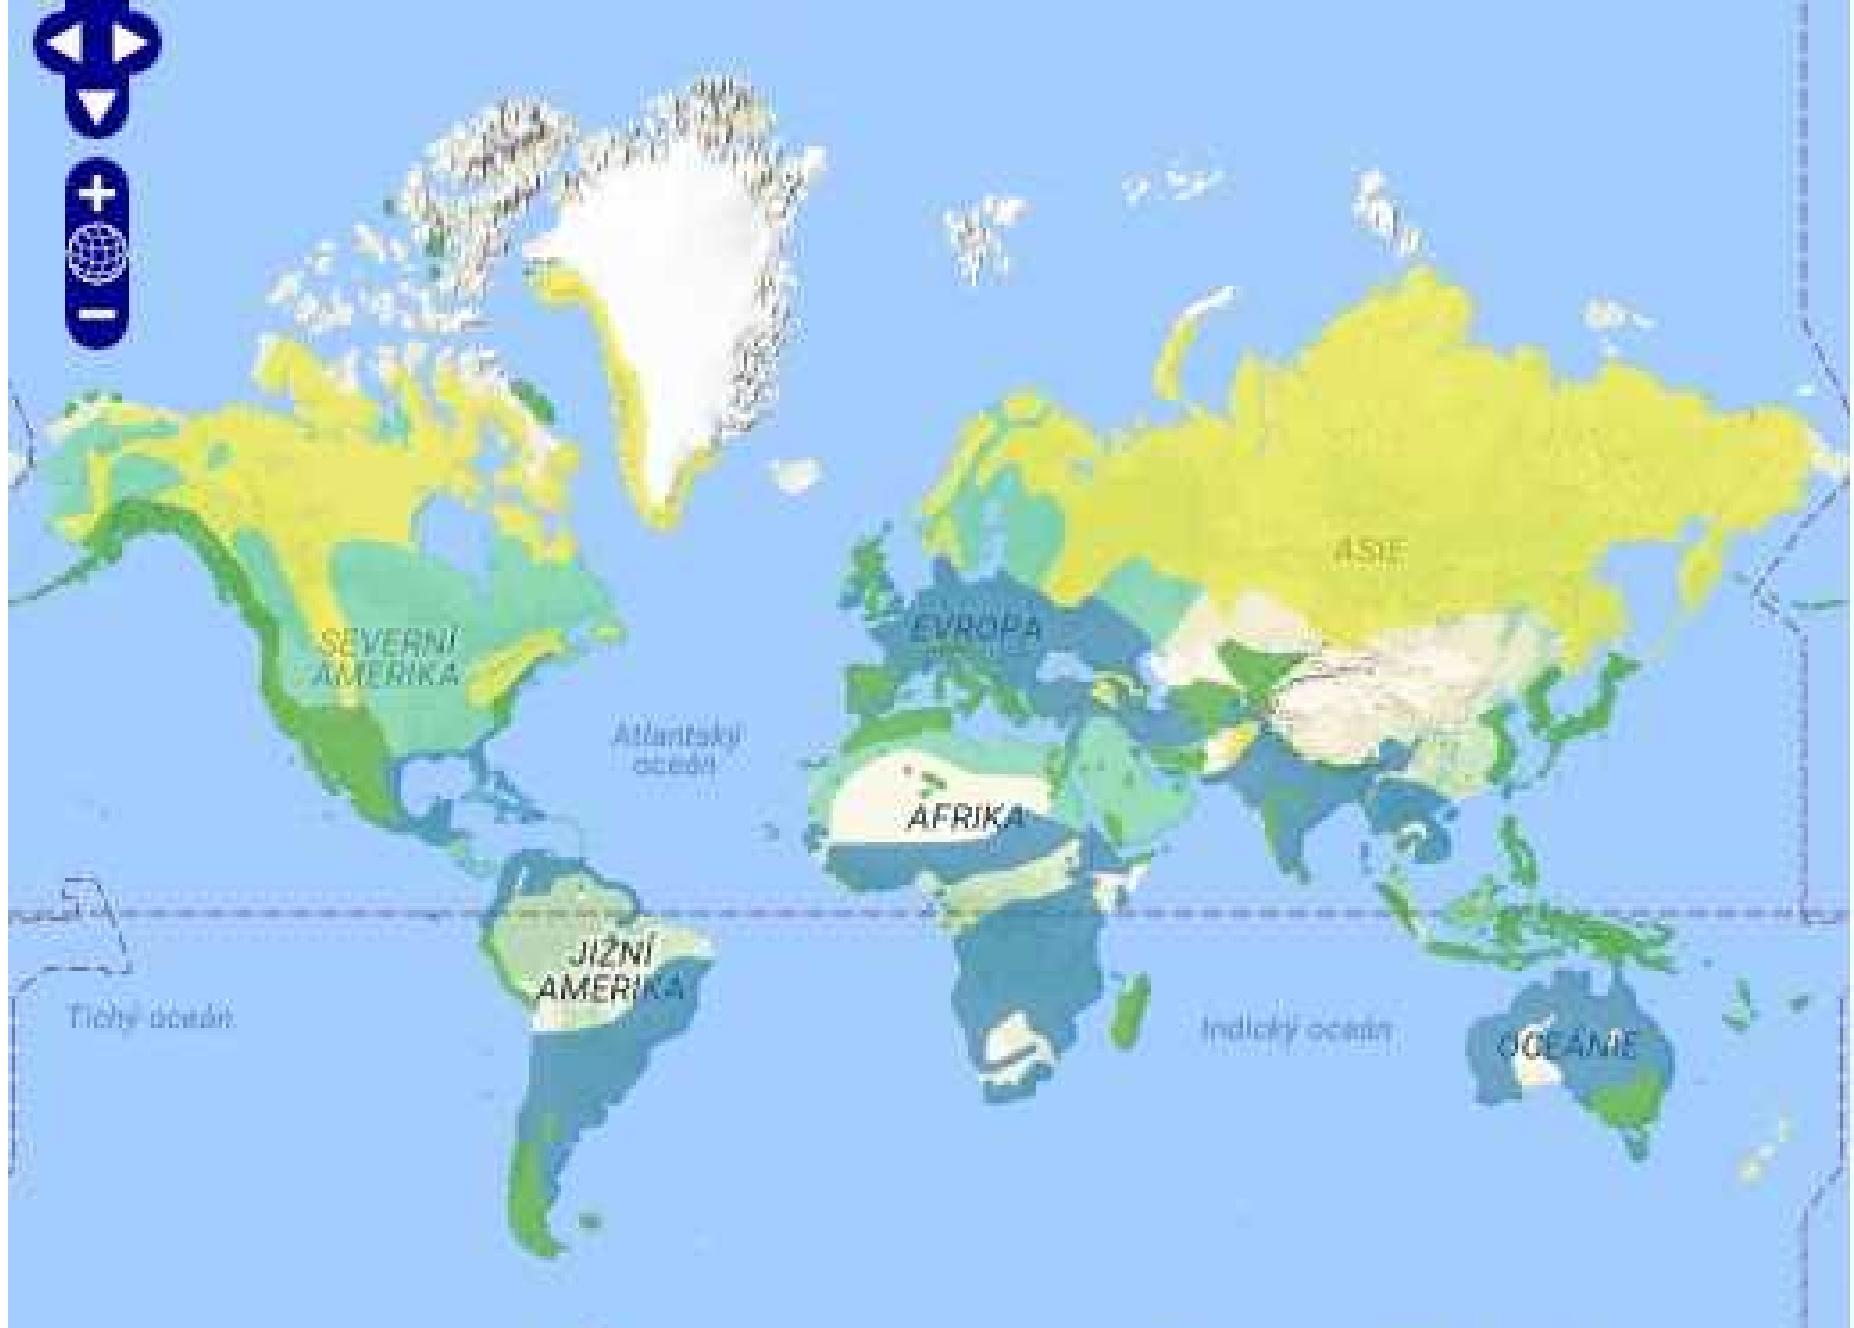 ASIE
EVROPA
SEVERNÍ
AMERIKA
Atlantský
oceán
AFRIKA
JIŽNÍ
AMERIKA
Tichý oceán
Indický oceán
OCEÁNIE